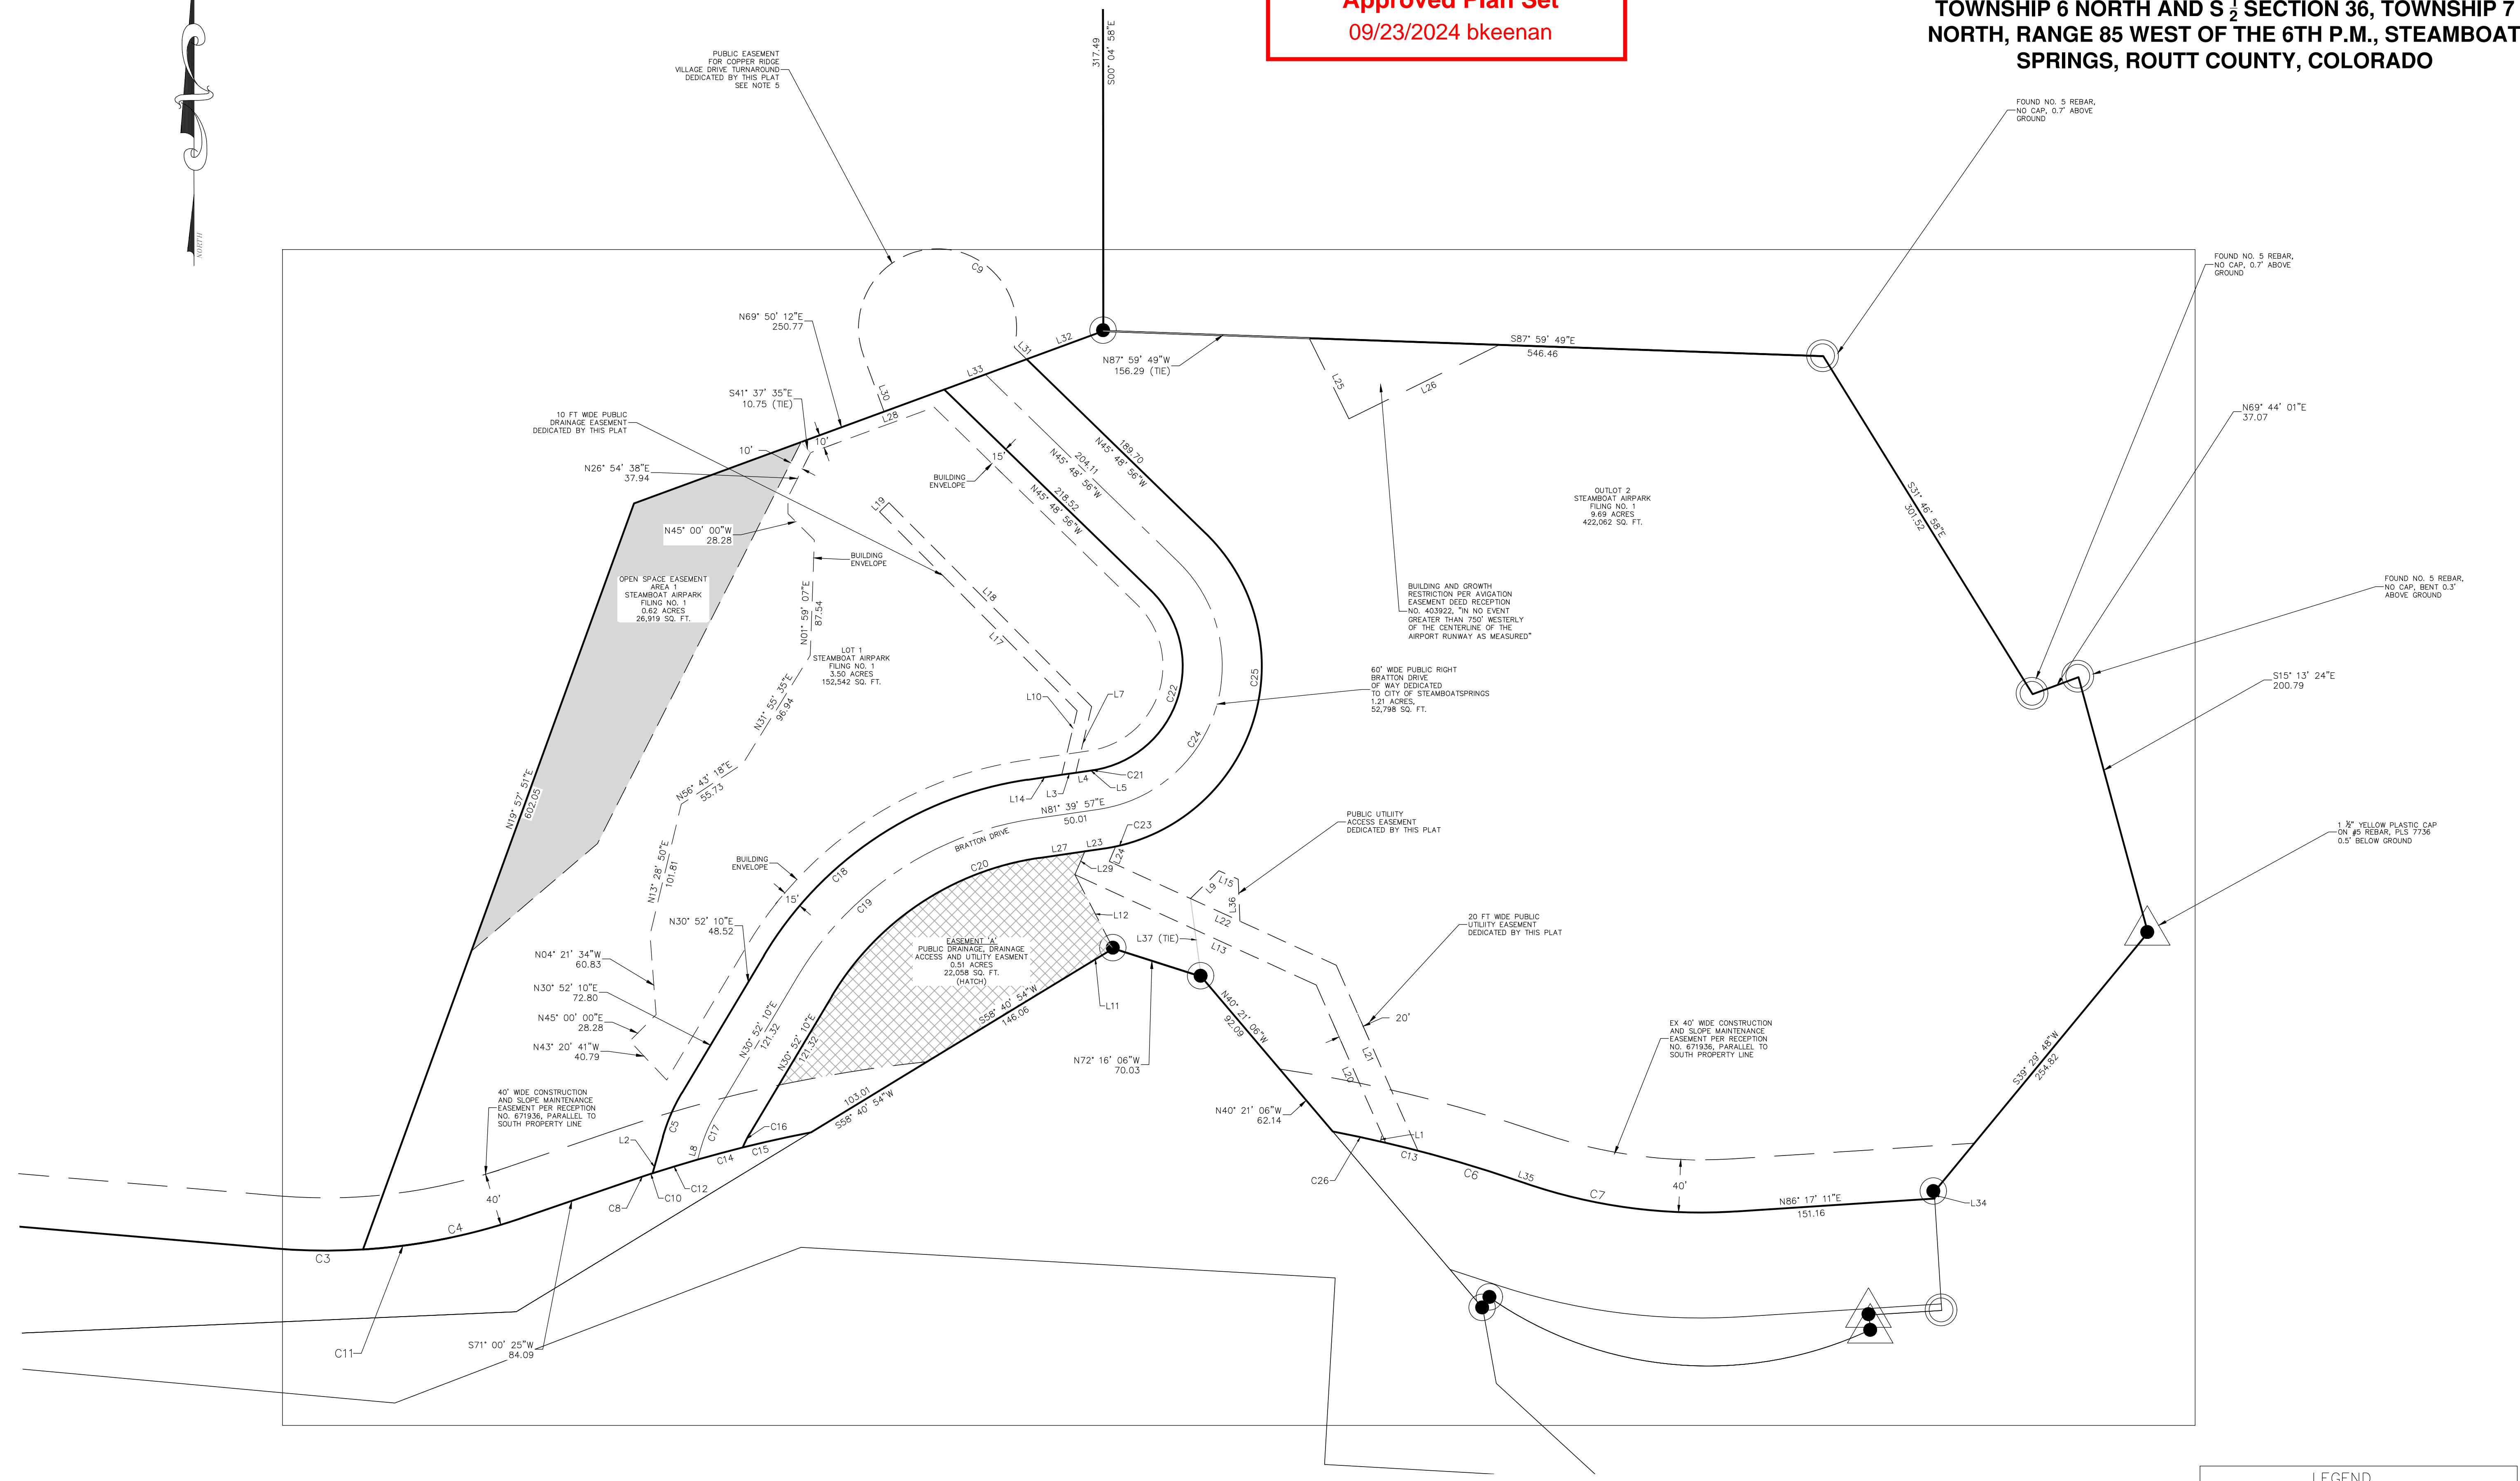 Approved Plan Set
09/23/2024 bkeenan
TOWNSHIP 6 NORTH AND S 1/2 SECTION 36, TOWNSHIP 7
NORTH, RANGE 85 WEST OF THE 6TH P.M., STEAMBOAT
SPRINGS, ROUTT COUNTY, COLORADO
NORTH
317.49
S00° 04' 58"E
PUBLIC EASEMENT
FOR COPPER RIDGE
VILLAGE DRIVE TURNAROUND
DEDICATED BY THIS PLAT
SEE NOTE 5
FOUND NO. 5 REBAR,
NO CAP, 0.7' ABOVE
GROUND
FOUND NO. 5 REBAR,
NO CAP, 0.7' ABOVE
GROUND
C9
N69° 50' 12"E
250.77
L31
L32
L33
L30
L28
N87° 59' 49"W
156.29 (TIE)
S87° 59' 49"E
546.46
L25
L26
S41° 37' 35"E
10.75 (TIE)
10 FT WIDE PUBLIC
DRAINAGE EASEMENT
DEDICATED BY THIS PLAT
10'
10'
N26° 54' 38"E
37.94
15'
BUILDING
ENVELOPE
189.70
N45° 48' 56"W
204.11
N45° 48' 56"W
218.52
N45° 48' 56"W
N69° 44' 01"E
37.07
OUTLOT 2
STEAMBOAT AIRPARK
FILING NO. 1
9.69 ACRES
422,062 SQ. FT.
S31° 46' 58"E
301.52
L19
N45° 00' 00"W
28.28
BUILDING
ENVELOPE
OPEN SPACE EASEMENT
AREA 1
STEAMBOAT AIRPARK
FILING NO. 1
0.62 ACRES
26,919 SQ. FT.
N01° 59' 07"E
87.54
L18
L17
BUILDING AND GROWTH
RESTRICTION PER AVIGATION
EASEMENT DEED RECEPTION
NO. 403922, "IN NO EVENT
GREATER THAN 750' WESTERLY
OF THE CENTERLINE OF THE
AIRPORT RUNWAY AS MEASURED"
FOUND NO. 5 REBAR,
NO CAP, BENT 0.3'
ABOVE GROUND
LOT 1
STEAMBOAT AIRPARK
FILING NO. 1
3.50 ACRES
152,542 SQ. FT.
N31° 55' 35"E
96.94
L10
L7
C22
C25
C24
60' WIDE PUBLIC RIGHT
BRATTON DRIVE
OF WAY DEDICATED
TO CITY OF STEAMBOATSPRINGS
1.21 ACRES,
52,798 SQ. FT.
S15° 13' 24"E
200.79
N19° 57' 51"E
602.05
N56° 43' 18"E
55.73
L14
L3
L4
L5
C21
N81° 39' 57"E
50.01
BRATTON DRIVE
C23
L27
L23
L24
L29
PUBLIC UTILIITY
ACCESS EASEMENT
DEDICATED BY THIS PLAT
1 ½" YELLOW PLASTIC CAP
ON #5 REBAR, PLS 7736
0.5' BELOW GROUND
N13° 28' 50"E
101.81
BUILDING
ENVELOPE
15'
C18
C19
C20
L9
L15
L36
L22
L13
L12
L37 (TIE)
20 FT WIDE PUBLIC
UTILIITY EASEMENT
DEDICATED BY THIS PLAT
N30° 52' 10"E
48.52
N04° 21' 34"W
60.83
N30° 52' 10"E
72.80
N45° 00' 00"E
28.28
N43° 20' 41"W
40.79
EASEMENT 'A'
PUBLIC DRAINAGE, DRAINAGE
ACCESS AND UTILITY EASMENT
0.51 ACRES
22,058 SQ. FT.
(HATCH)
L11
S58° 40' 54"W
146.06
N30° 52' 10"E
121.32
N30° 52' 10"E
121.32
N72° 16' 06"W
70.03
N40° 21' 06"W
92.09
20'
L21
L20
EX 40' WIDE CONSTRUCTION
AND SLOPE MAINTENANCE
EASEMENT PER RECEPTION
NO. 671936, PARALLEL TO
SOUTH PROPERTY LINE
S39° 29' 48"W
254.82
40' WIDE CONSTRUCTION
AND SLOPE MAINTENANCE
EASEMENT PER RECEPTION
NO. 671936, PARALLEL TO
SOUTH PROPERTY LINE
103.01
S58° 40' 54"W
N40° 21' 06"W
62.14
L2
C5
L8
C17
C16
C15
C14
C12
C10
C8
C26
L1
C13
C6
L35
C7
40'
N86° 17' 11"E
151.16
L34
40'
C4
C3
C11
S71° 00' 25"W
84.09
LEGEND